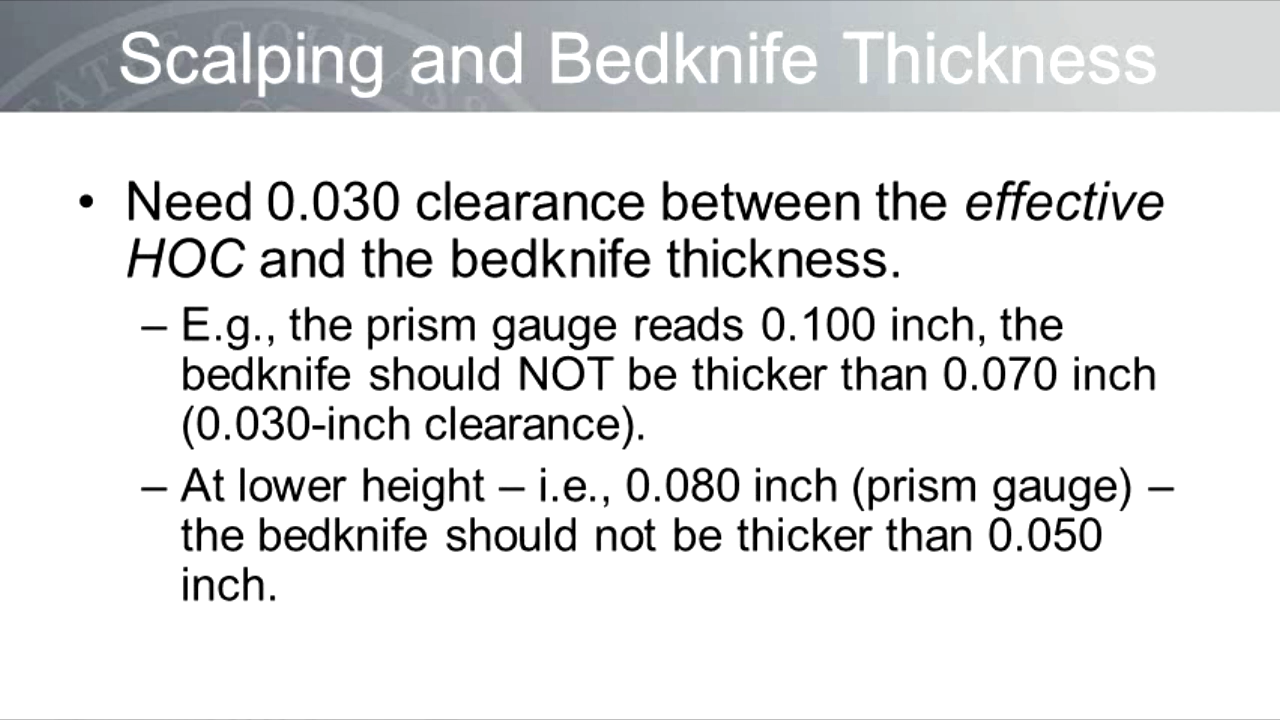 Scalping and Bedknife Thickness
• Need 0.030 clearance between the effective
HOC and the bedknife thickness.
– E.g., the prism gauge reads 0.100 inch, the
bedknife should NOT be thicker than 0.070 inch
(0.030-inch clearance).
– At lower height – i.e., 0.080 inch (prism gauge) –
the bedknife should not be thicker than 0.050
inch.